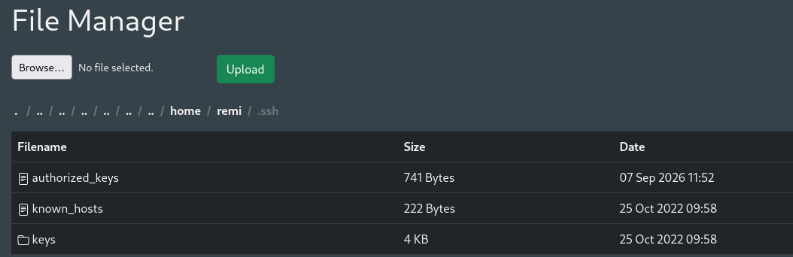 File Manager
Browse... No file selected. Upload
. / .. / .. / .. / .. / .. / .. / home / remi / .ssh
Filename Size Date
authorized_keys 741 Bytes 07 Sep 2026 11:52
known_hosts 222 Bytes 25 Oct 2022 09:58
keys 4 KB 25 Oct 2022 09:58